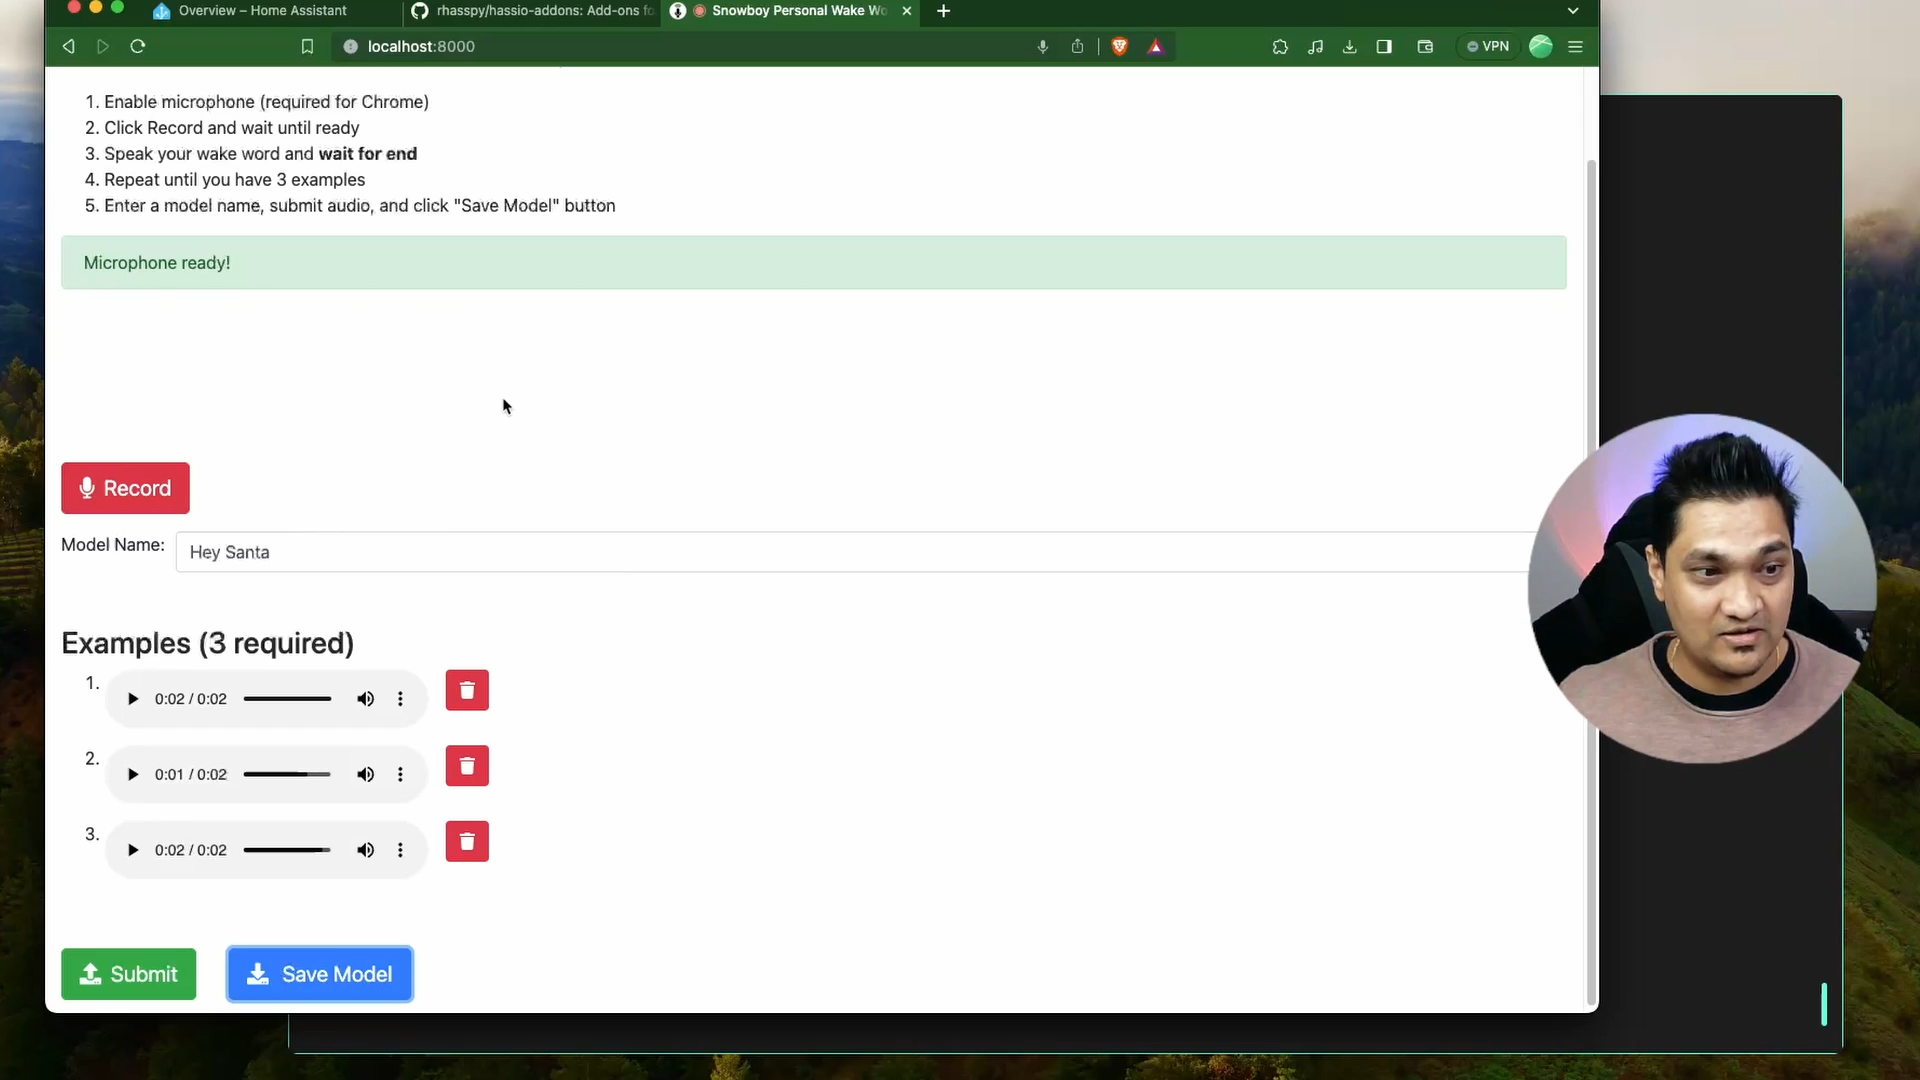 Overview – Home Assistant
rhasspy/hassio-addons: Add-ons fo
Snowboy Personal Wake Wo
localhost:8000
VPN
1. Enable microphone (required for Chrome)
2. Click Record and wait until ready
3. Speak your wake word and wait for end
4. Repeat until you have 3 examples
5. Enter a model name, submit audio, and click "Save Model" button
Microphone ready!
Record
Model Name:
Hey Santa
Examples (3 required)
1.
0:02 / 0:02
2.
0:01 / 0:02
3.
0:02 / 0:02
Submit
Save Model